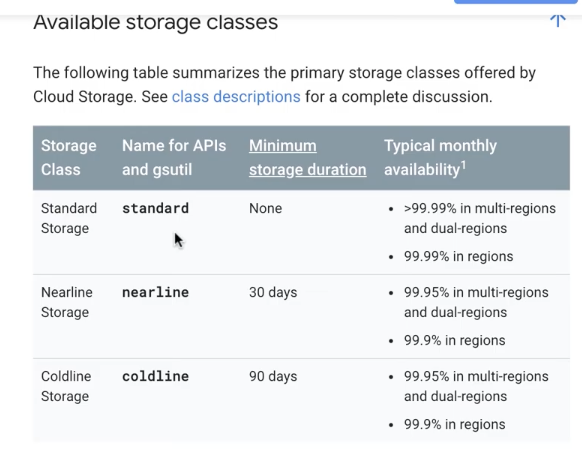 Available storage classes
The following table summarizes the primary storage classes offered by
Cloud Storage. See class descriptions for a complete discussion.
Storage Class Name for APIs and gsutil Minimum storage duration Typical monthly availability1
Standard Storage standard None
• >99.99% in multi-regions
and dual-regions
• 99.99% in regions
Nearline Storage nearline 30 days
• 99.95% in multi-regions
and dual-regions
• 99.9% in regions
Coldline Storage coldline 90 days
• 99.95% in multi-regions
and dual-regions
• 99.9% in regions